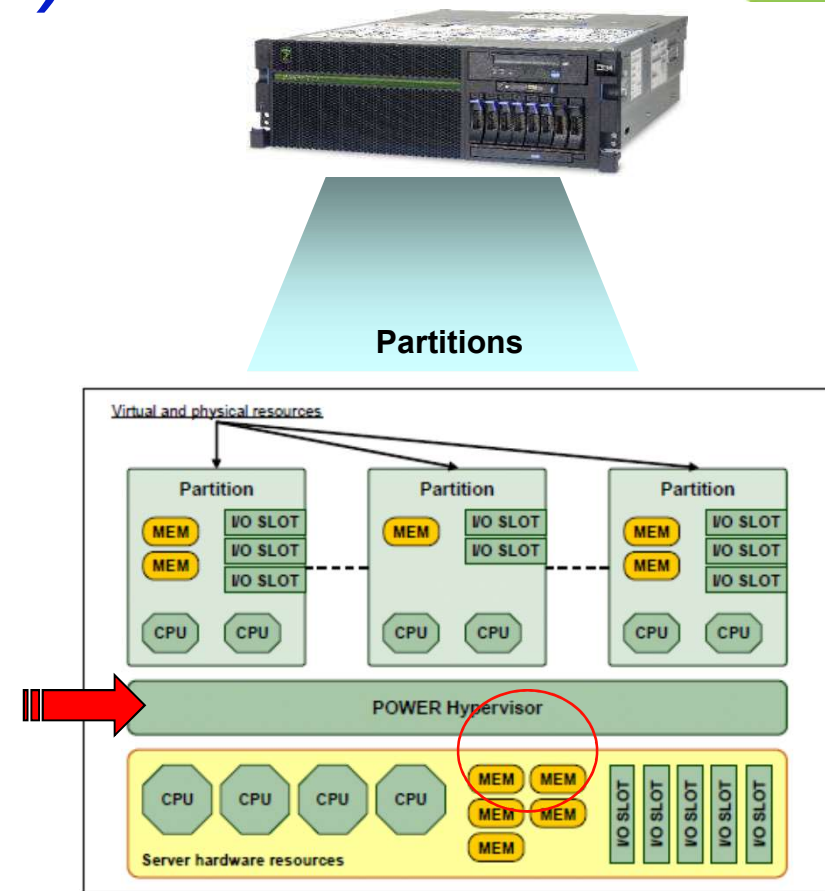 IBM
Partitions
Virtual and physical resources
Partition
MEM
MEM
I/O SLOT
I/O SLOT
I/O SLOT
CPU
CPU
Partition
MEM
I/O SLOT
I/O SLOT
CPU
CPU
Partition
MEM
MEM
I/O SLOT
I/O SLOT
I/O SLOT
CPU
CPU
POWER Hypervisor
CPU
CPU
CPU
CPU
MEM
MEM
MEM
MEM
MEM
I/O SLOT
I/O SLOT
I/O SLOT
I/O SLOT
I/O SLOT
Server hardware resources